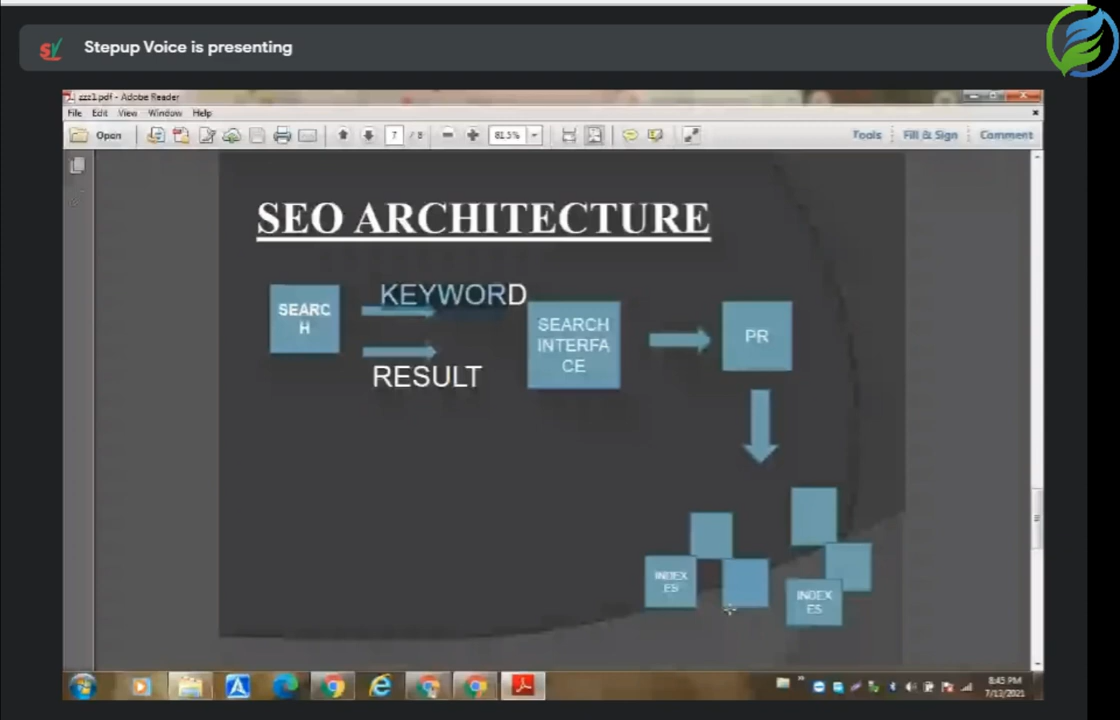 Stepup Voice is presenting
zzz1.pdf - Adobe Reader
File Edit View Window Help
Open 7 / 8 81.5% Tools Fill & Sign Comment
SEO ARCHITECTURE
SEARC
H
KEYWORD
RESULT
SEARCH
INTERFA
CE
PR
INDEX
ES
INDEX
ES
8:45 PM
7/13/2021